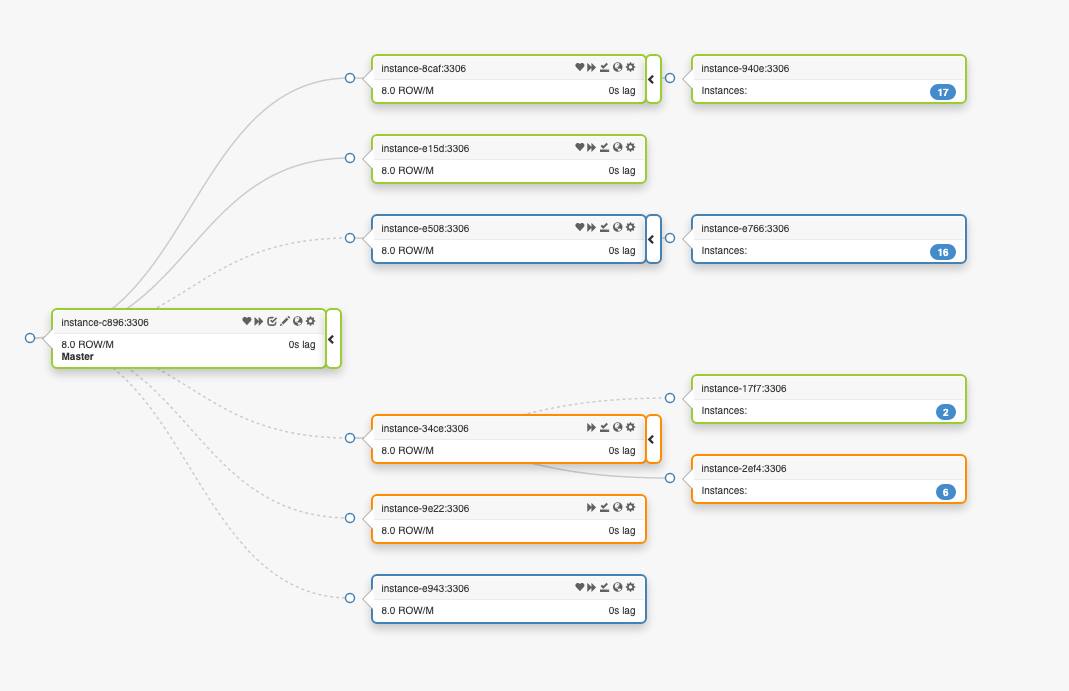 instance-8caf:3306
8.0 ROW/M 0s lag
instance-940e:3306
Instances: 17
instance-e15d:3306
8.0 ROW/M 0s lag
instance-e508:3306
8.0 ROW/M 0s lag
instance-e766:3306
Instances: 16
instance-c896:3306
8.0 ROW/M 0s lag
Master
instance-17f7:3306
Instances: 2
instance-34ce:3306
8.0 ROW/M 0s lag
instance-2ef4:3306
Instances: 6
instance-9e22:3306
8.0 ROW/M 0s lag
instance-e943:3306
8.0 ROW/M 0s lag